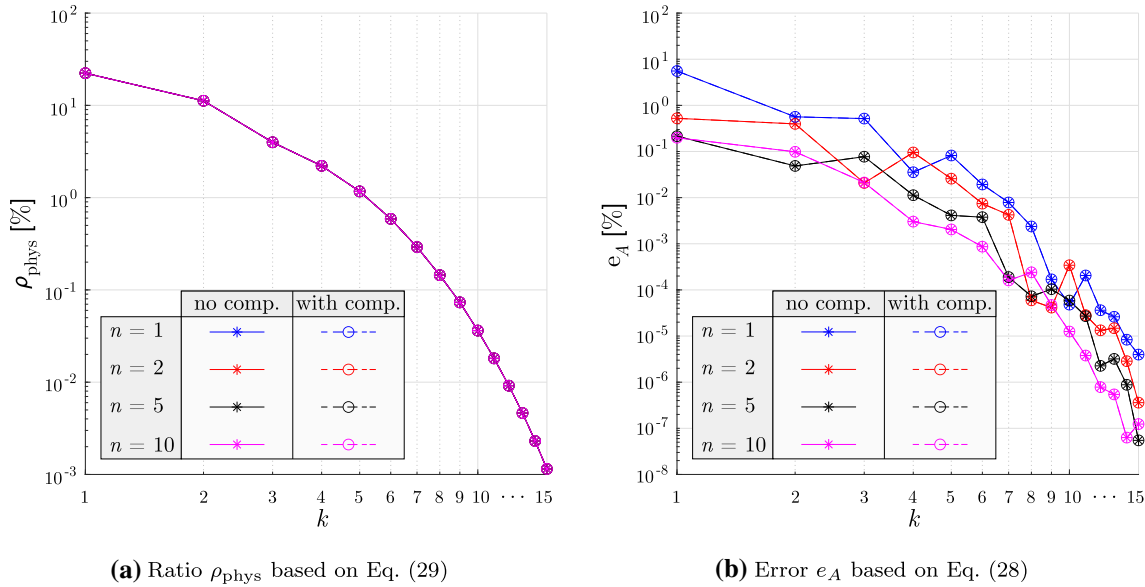 10^2
10^1
10^0
10^-1
10^-2
10^-3
ρ_phys [%]
no comp. with comp.
n = 1
n = 2
n = 5
n = 10
1 2 3 4 5 6 7 8 9 10 ··· 15
k
(a) Ratio ρ_phys based on Eq. (29)
10^2
10^1
10^0
10^-1
10^-2
10^-3
10^-4
10^-5
10^-6
10^-7
10^-8
e_A [%]
no comp. with comp.
n = 1
n = 2
n = 5
n = 10
1 2 3 4 5 6 7 8 9 10 ··· 15
k
(b) Error e_A based on Eq. (28)